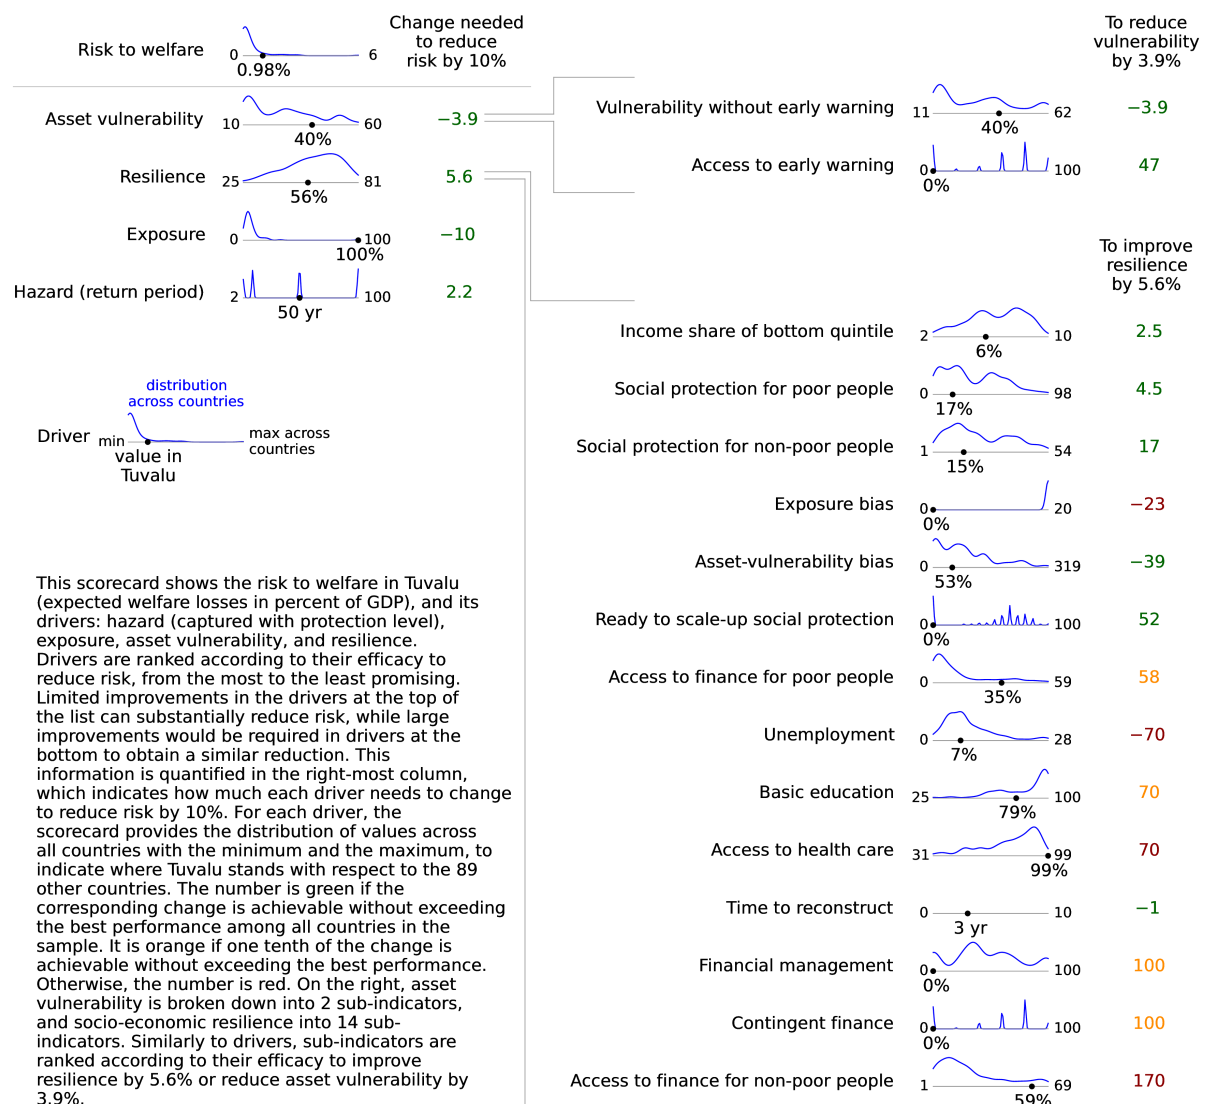 Change needed
to reduce
risk by 10%
Risk to welfare
0
6
0.98%
Asset vulnerability
10
60
40%
−3.9
Resilience
25
81
56%
5.6
Exposure
0
100
100%
−10
Hazard (return period)
2
100
50 yr
2.2
distribution
across countries
Driver
min
max across
countries
value in
Tuvalu
This scorecard shows the risk to welfare in Tuvalu
(expected welfare losses in percent of GDP), and its
drivers: hazard (captured with protection level),
exposure, asset vulnerability, and resilience.
Drivers are ranked according to their efficacy to
reduce risk, from the most to the least promising.
Limited improvements in the drivers at the top of
the list can substantially reduce risk, while large
improvements would be required in drivers at the
bottom to obtain a similar reduction. This
information is quantified in the right-most column,
which indicates how much each driver needs to change
to reduce risk by 10%. For each driver, the
scorecard provides the distribution of values across
all countries with the minimum and the maximum, to
indicate where Tuvalu stands with respect to the 89
other countries. The number is green if the
corresponding change is achievable without exceeding
the best performance among all countries in the
sample. It is orange if one tenth of the change is
achievable without exceeding the best performance.
Otherwise, the number is red. On the right, asset
vulnerability is broken down into 2 sub-indicators,
and socio-economic resilience into 14 sub-
indicators. Similarly to drivers, sub-indicators are
ranked according to their efficacy to improve
resilience by 5.6% or reduce asset vulnerability by
3.9%.
To reduce
vulnerability
by 3.9%
Vulnerability without early warning
11
62
40%
−3.9
Access to early warning
0
100
0%
47
To improve
resilience
by 5.6%
Income share of bottom quintile
2
10
6%
2.5
Social protection for poor people
0
98
17%
4.5
Social protection for non-poor people
1
54
15%
17
Exposure bias
0
20
0%
−23
Asset-vulnerability bias
0
319
53%
−39
Ready to scale-up social protection
0
100
0%
52
Access to finance for poor people
0
59
35%
58
Unemployment
0
28
7%
−70
Basic education
25
100
79%
70
Access to health care
31
99
99%
70
Time to reconstruct
0
10
3 yr
−1
Financial management
0
100
0%
100
Contingent finance
0
100
0%
100
Access to finance for non-poor people
1
69
59%
170